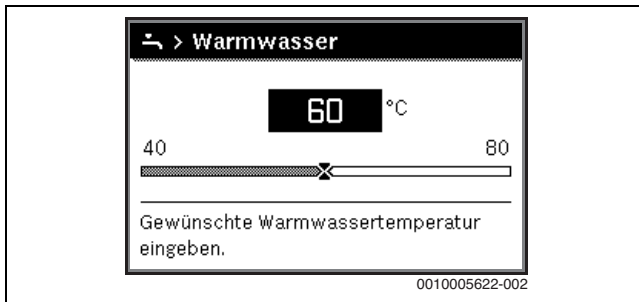 > Warmwasser
60 °C
40 80
Gewünschte Warmwassertemperatur
eingeben.
0010005622-002